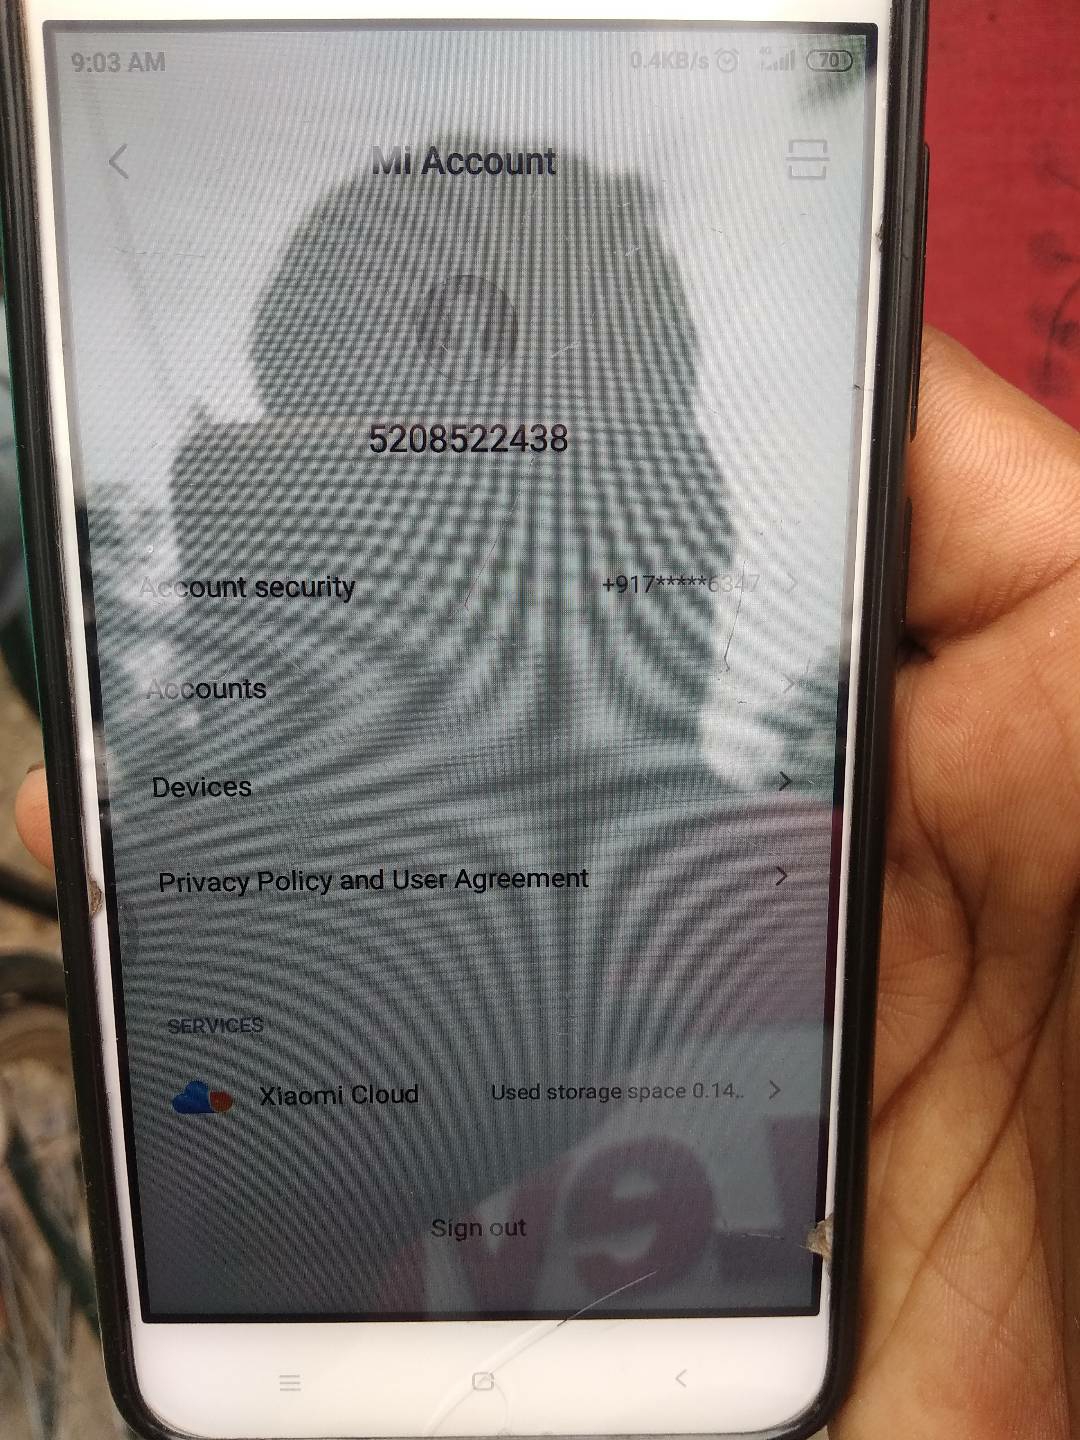 9:03 AM 0.4KB/s 4G 70
Mi Account
5208522438
Account security +917*****6347
Accounts
Devices
Privacy Policy and User Agreement
SERVICES
Xiaomi Cloud Used storage space 0.14..
Sign out